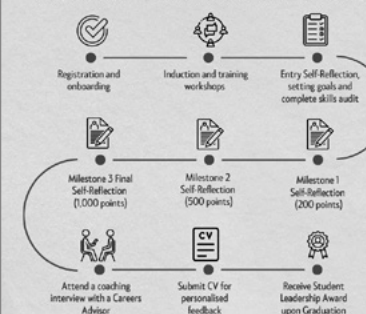 Registration and
onboarding
Induction and training
workshops
Entry Self-Reflection,
setting goals and
complete skills audit
Milestone 1
Self-Reflection
(200 points)
Milestone 2
Self-Reflection
(500 points)
Milestone 3 Final
Self-Reflection
(1,000 points)
Attend a coaching
interview with a Careers
Advisor
CV
Submit CV for
personalised
feedback
Receive Student
Leadership Award
upon Graduation